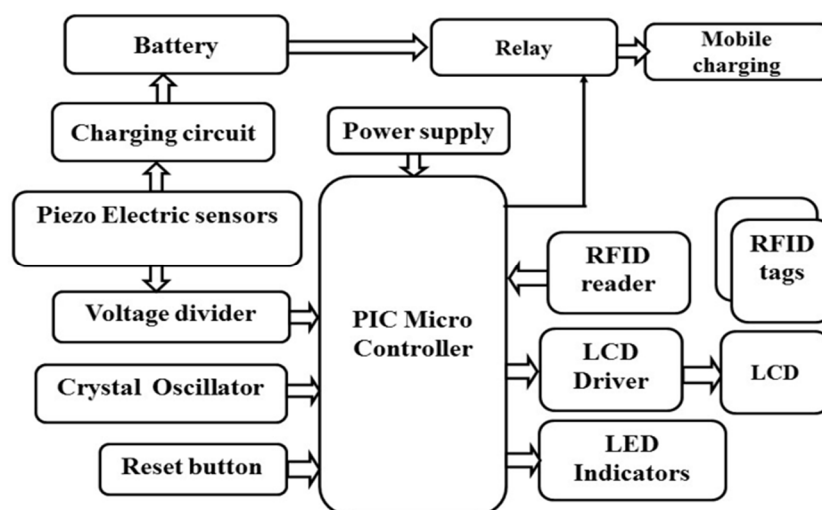 Battery
Relay
Mobile
charging
Charging circuit
Power supply
Piezo Electric sensors
RFID
reader
RFID
tags
Voltage divider
PIC Micro
Controller
LCD
Driver
LCD
Crystal Oscillator
Reset button
LED
Indicators